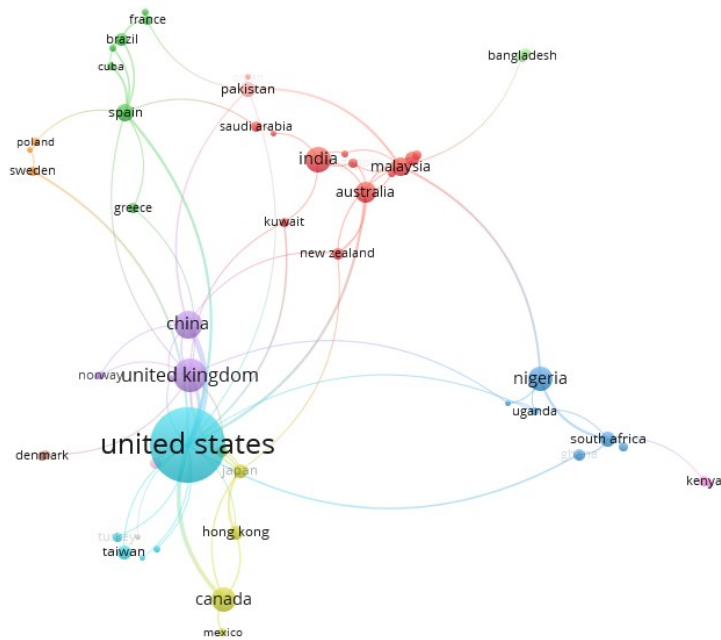 france
brazil
cuba
spain
bangladesh
pakistan
saudi arabia
poland
sweden
india
malaysia
australia
greece
kuwait
new zealand
china
norway
united kingdom
nigeria
uganda
south africa
ghana
kenya
united states
denmark
japan
turkey
taiwan
hong kong
canada
mexico